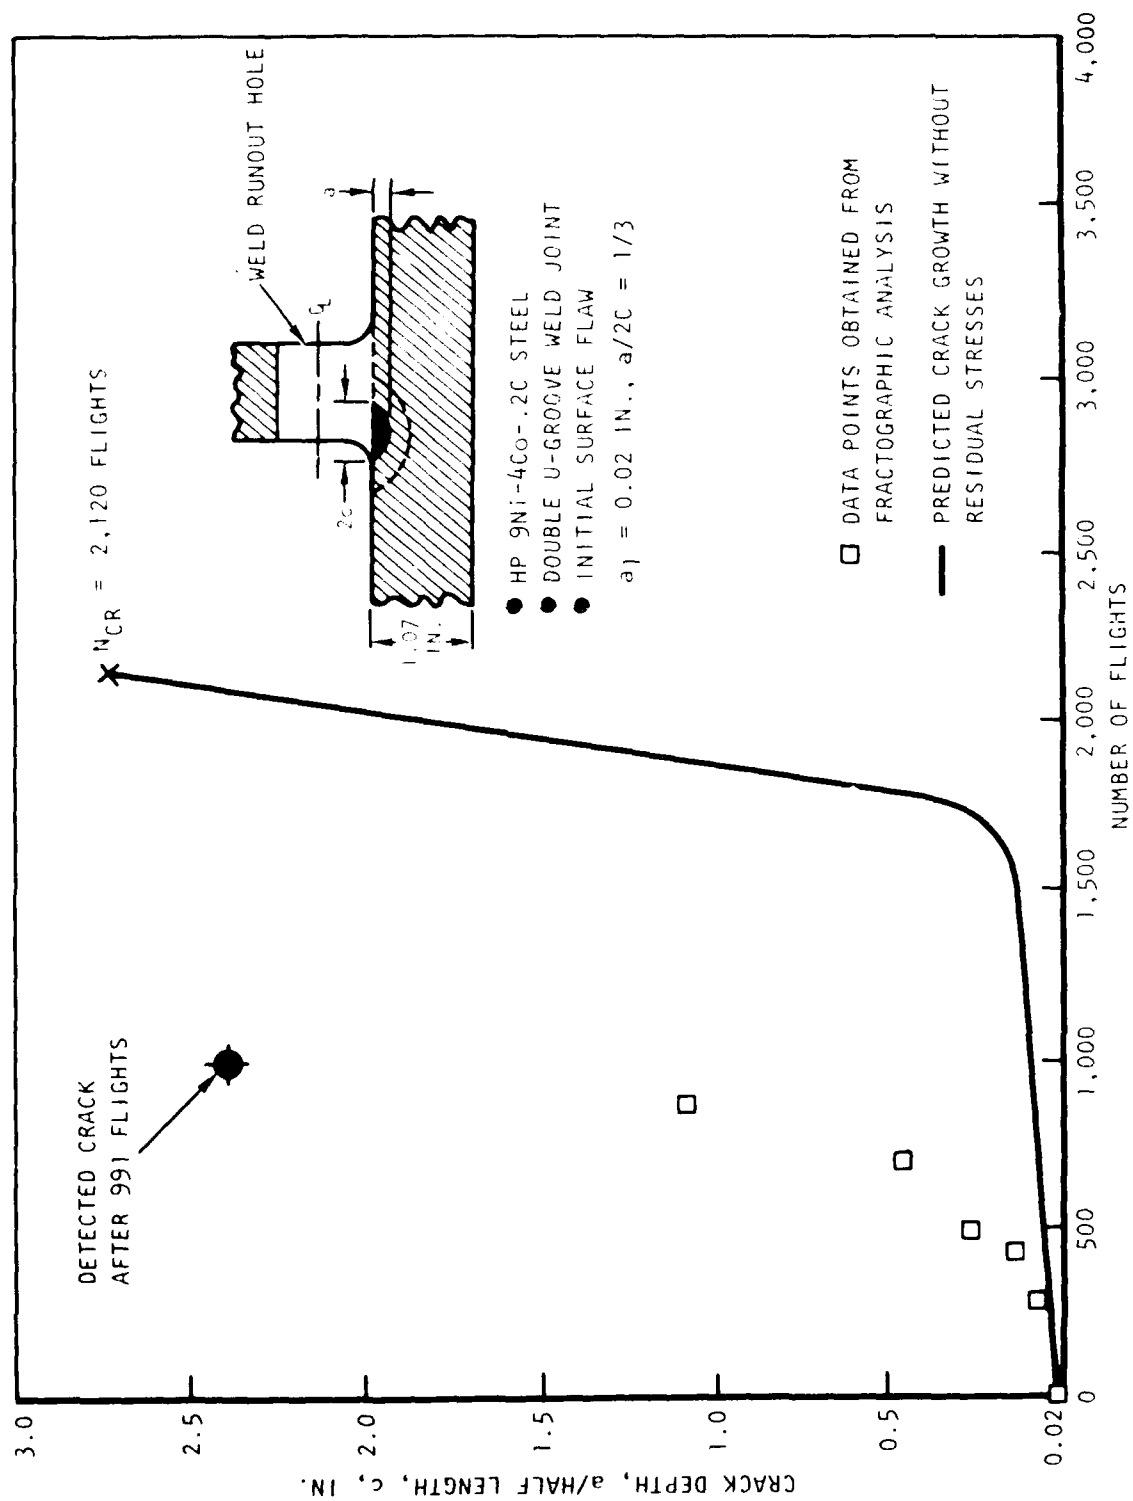 DETECTED CRACK
AFTER 991 FLIGHTS
NCR = 2,120 FLIGHTS
WELD RUNOUT HOLE
℄
2c
a
1.07
IN.
● HP 9Ni-4Co-.2C STEEL
● DOUBLE U-GROOVE WELD JOINT
● INITIAL SURFACE FLAW
a1 = 0.02 IN., a/2C = 1/3
DATA POINTS OBTAINED FROM
FRACTOGRAPHIC ANALYSIS
PREDICTED CRACK GROWTH WITHOUT
RESIDUAL STRESSES
CRACK DEPTH, a/HALF LENGTH, c, IN.
3.0
2.5
2.0
1.5
1.0
0.5
0.02
0
500
1,000
1,500
2,000
2,500
3,000
3,500
4,000
NUMBER OF FLIGHTS